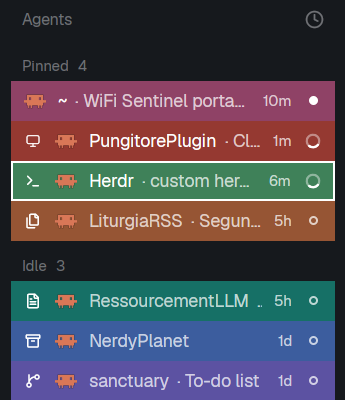 Agents
Pinned 4
~ · WiFi Sentinel porta... 10m
PungitorePlugin · Cl... 1m
Herdr · custom her... 6m
LiturgiaRSS · Segun... 5h
Idle 3
RessourcementLLM .. 5h
NerdyPlanet 1d
sanctuary · To-do list 1d